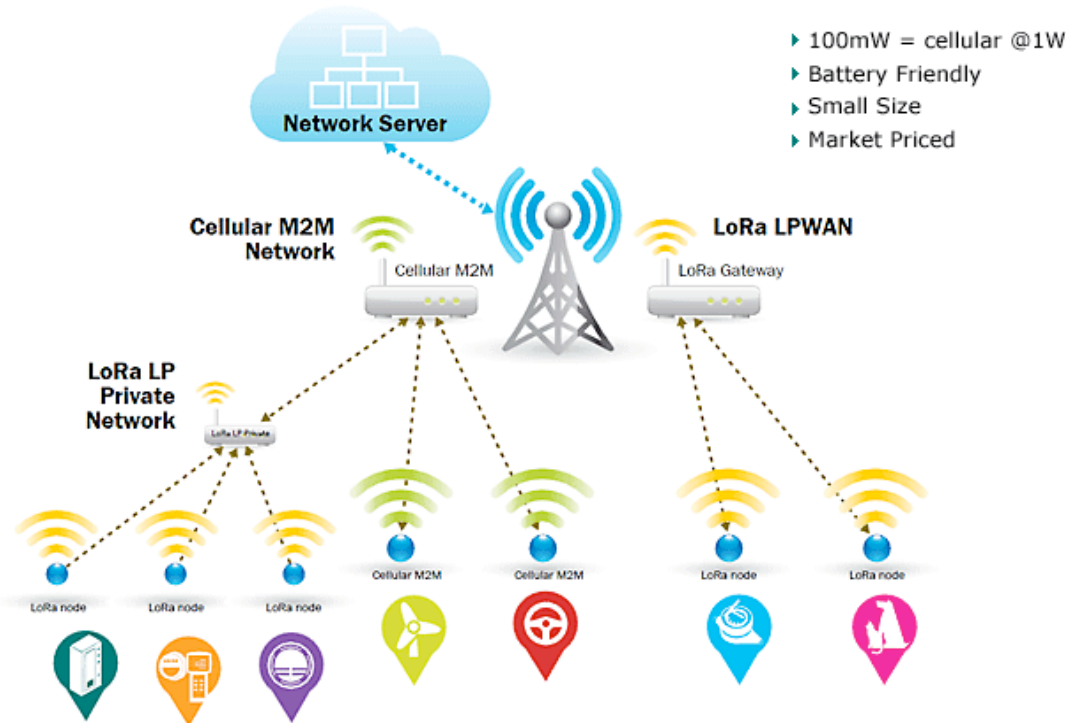 100mW = cellular @1W
Battery Friendly
Small Size
Market Priced
Network Server
Cellular M2M
Network
Cellular M2M
LoRa LPWAN
LoRa Gateway
LoRa LP
Private
Network
LoRa LP Private
LoRa node
LoRa node
LoRa node
Cellular M2M
Cellular M2M
LoRa node
LoRa node